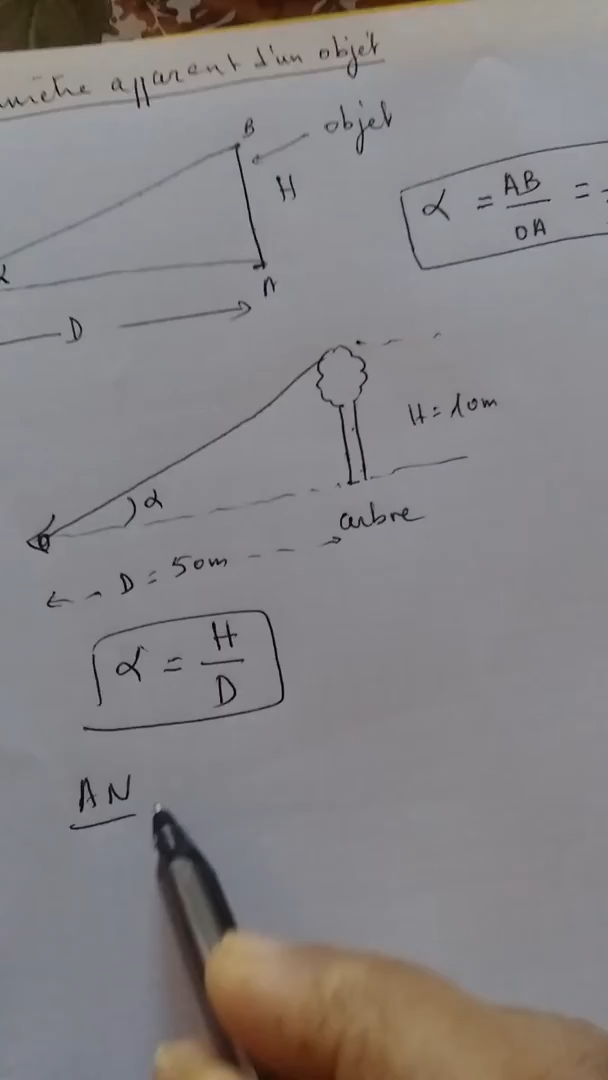 apparent d'un objet
B
objet
H
α = AB/OA =
α
A
D
H = 10m
α
arbre
D = 50m
α = H/D
AN